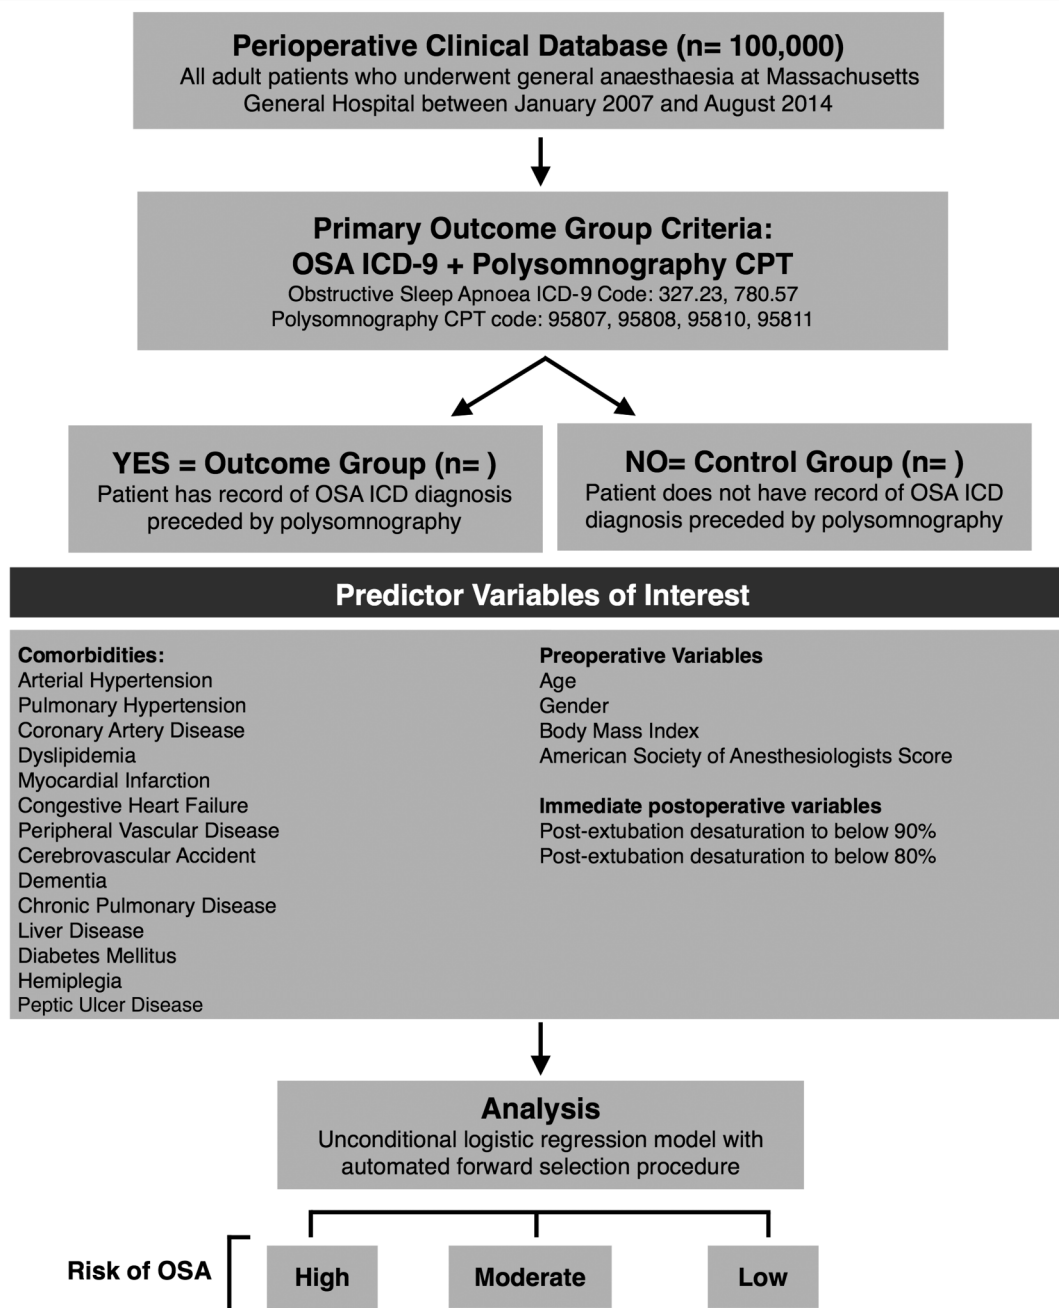 Perioperative Clinical Database (n= 100,000)
All adult patients who underwent general anaesthaesia at Massachusetts
General Hospital between January 2007 and August 2014
Primary Outcome Group Criteria:
OSA ICD-9 + Polysomnography CPT
Obstructive Sleep Apnoea ICD-9 Code: 327.23, 780.57
Polysomnography CPT code: 95807, 95808, 95810, 95811
YES = Outcome Group (n= )
Patient has record of OSA ICD diagnosis
preceded by polysomnography
NO= Control Group (n= )
Patient does not have record of OSA ICD
diagnosis preceded by polysomnography
Predictor Variables of Interest
Comorbidities:
Arterial Hypertension
Pulmonary Hypertension
Coronary Artery Disease
Dyslipidemia
Myocardial Infarction
Congestive Heart Failure
Peripheral Vascular Disease
Cerebrovascular Accident
Dementia
Chronic Pulmonary Disease
Liver Disease
Diabetes Mellitus
Hemiplegia
Peptic Ulcer Disease
Preoperative Variables
Age
Gender
Body Mass Index
American Society of Anesthesiologists Score
Immediate postoperative variables
Post-extubation desaturation to below 90%
Post-extubation desaturation to below 80%
Analysis
Unconditional logistic regression model with
automated forward selection procedure
Risk of OSA
High
Moderate
Low